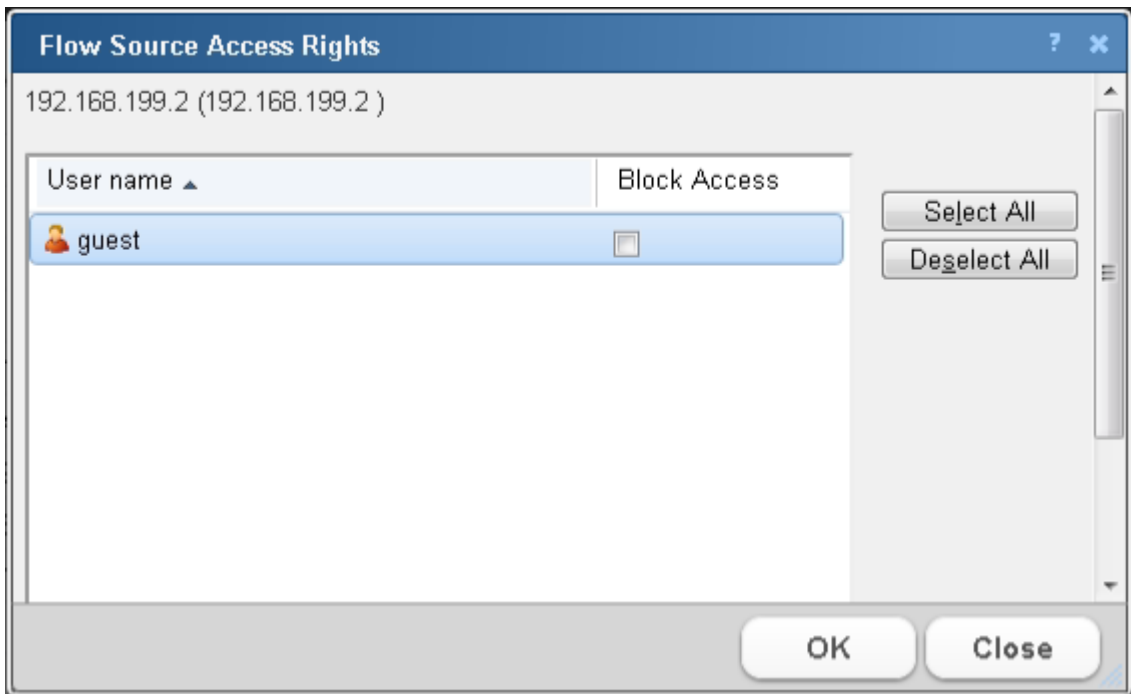 Flow Source Access Rights ?
192.168.199.2 (192.168.199.2 )
User name Block Access
Select All
guest
Deselect All
OK Close